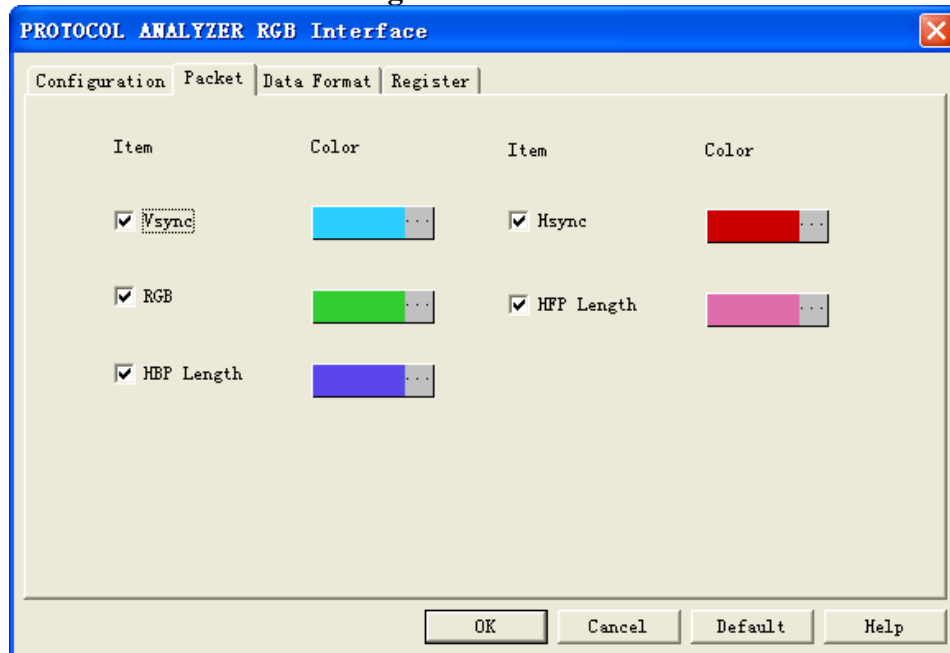 PROTOCOL ANALYZER RGB Interface
Configuration Packet Data Format Register
Item Color Item Color
Vsync ... Hsync ...
RGB ... HFP Length ...
HBP Length ...
OK Cancel Default Help